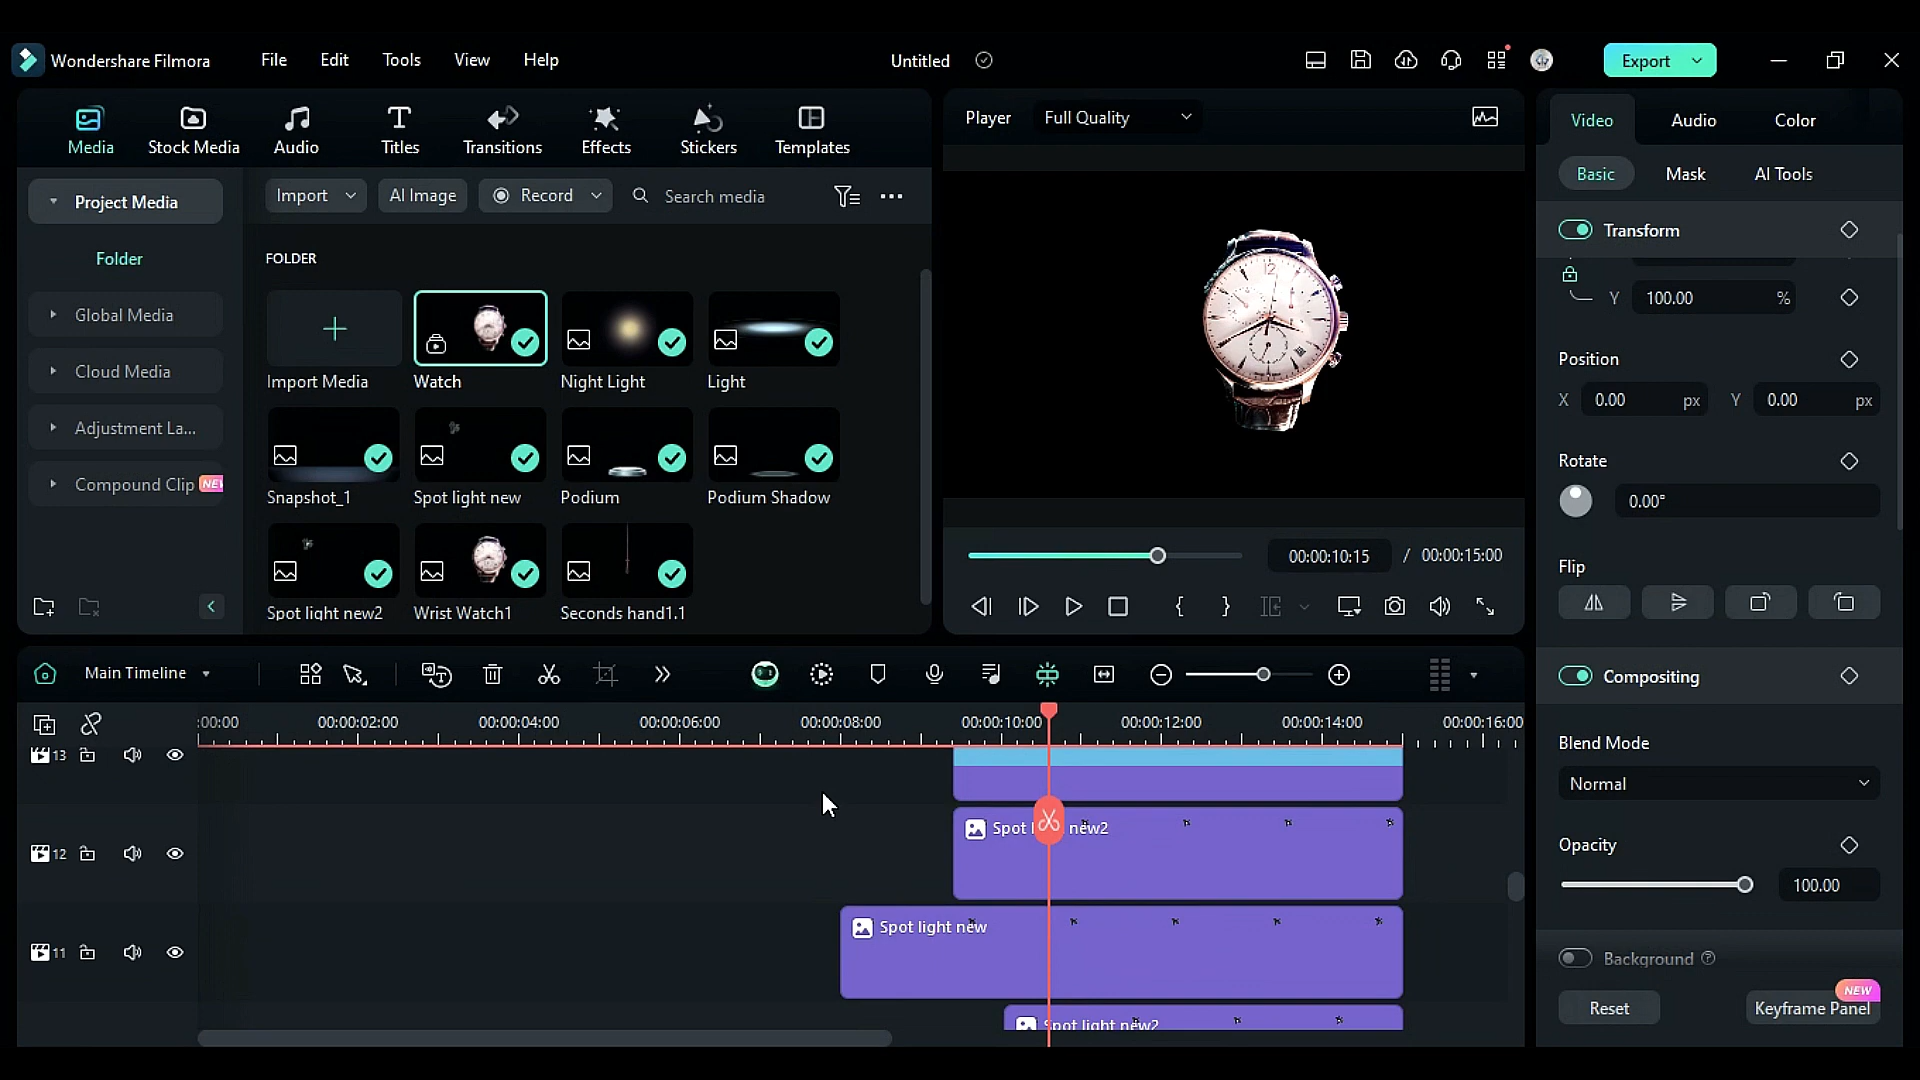 Wondershare Filmora File Edit Tools View Help Untitled Export
Media Stock Media Audio Titles Transitions Effects Stickers Templates
Player Full Quality
Video Audio Color
Project Media
Import AI Image Record Search media
Basic Mask AI Tools
Folder
FOLDER
Transform
Y 100.00 %
Global Media
Cloud Media
Adjustment La...
Compound Clip NEW
Import Media Watch Night Light Light
Snapshot_1 Spot light new Podium Podium Shadow
Spot light new2 Wrist Watch1 Seconds hand1.1
Position
X 0.00 px Y 0.00 px
Rotate
0.00°
00:00:10:15 / 00:00:15:00
Flip
Main Timeline
Compositing
:00:00 00:00:02:00 00:00:04:00 00:00:06:00 00:00:08:00 00:00:10:00 00:00:12:00 00:00:14:00 00:00:16:00
Blend Mode
Normal
13
12 Spot l new2
Opacity
100.00
11 Spot light new
Background
Reset Keyframe Panel NEW
Spot light new2